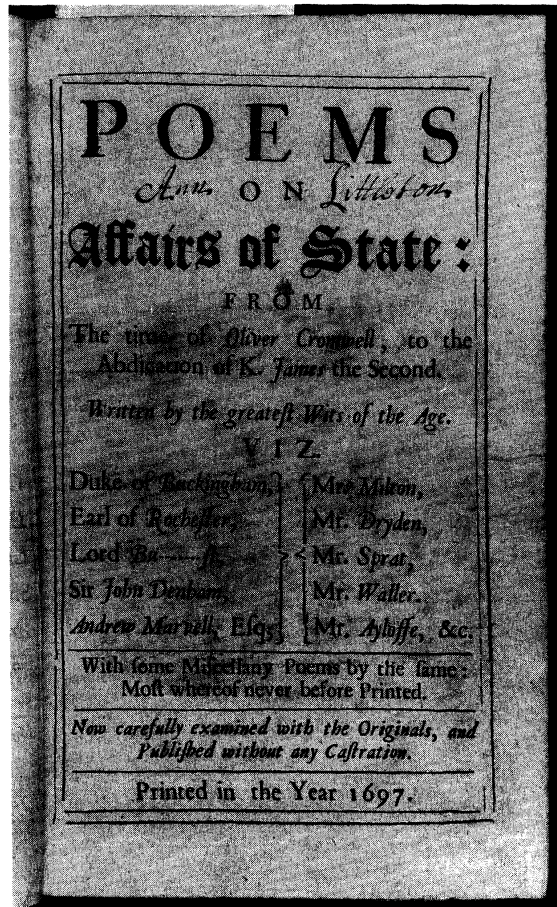 POEMS
Ann. ON Littleton.
Affairs of State:
FROM
The time of Oliver Cromwell, to the
Abdication of K. James the Second.
Written by the greateſt Wits of the Age.
VIZ.
Duke of Buckingham, Mr. Milton,
Earl of Rocheſter, Mr. Dryden,
Lord Bu——ſt, Mr. Sprat,
Sir John Denham, Mr. Waller.
Andrew Marvell, Eſq; Mr. Ayloffe, &c.
With ſome Miſcellany Poems by the ſame:
Moſt whereof never before Printed.
Now carefully examined with the Originals, and
Publiſhed without any Caſtration.
Printed in the Year 1697.